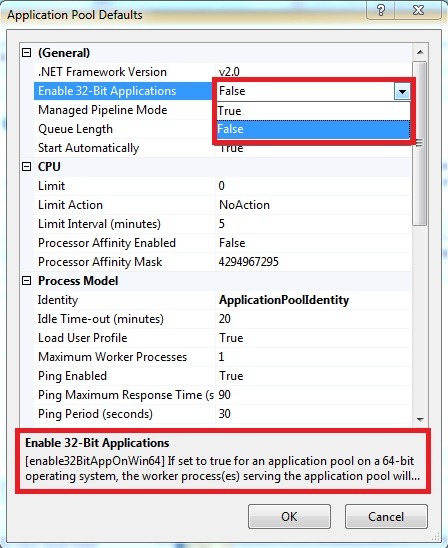 Application Pool Defaults
(General)
.NET Framework Version v2.0
Enable 32-Bit Applications False
Managed Pipeline Mode True
Queue Length False
Start Automatically True
CPU
Limit 0
Limit Action NoAction
Limit Interval (minutes) 5
Processor Affinity Enabled False
Processor Affinity Mask 4294967295
Process Model
Identity ApplicationPoolIdentity
Idle Time-out (minutes) 20
Load User Profile True
Maximum Worker Processes 1
Ping Enabled True
Ping Maximum Response Time (s 90
Ping Period (seconds) 30
Enable 32-Bit Applications
[enable32BitAppOnWin64] If set to true for an application pool on a 64-bit
operating system, the worker process(es) serving the application pool will...
OK Cancel